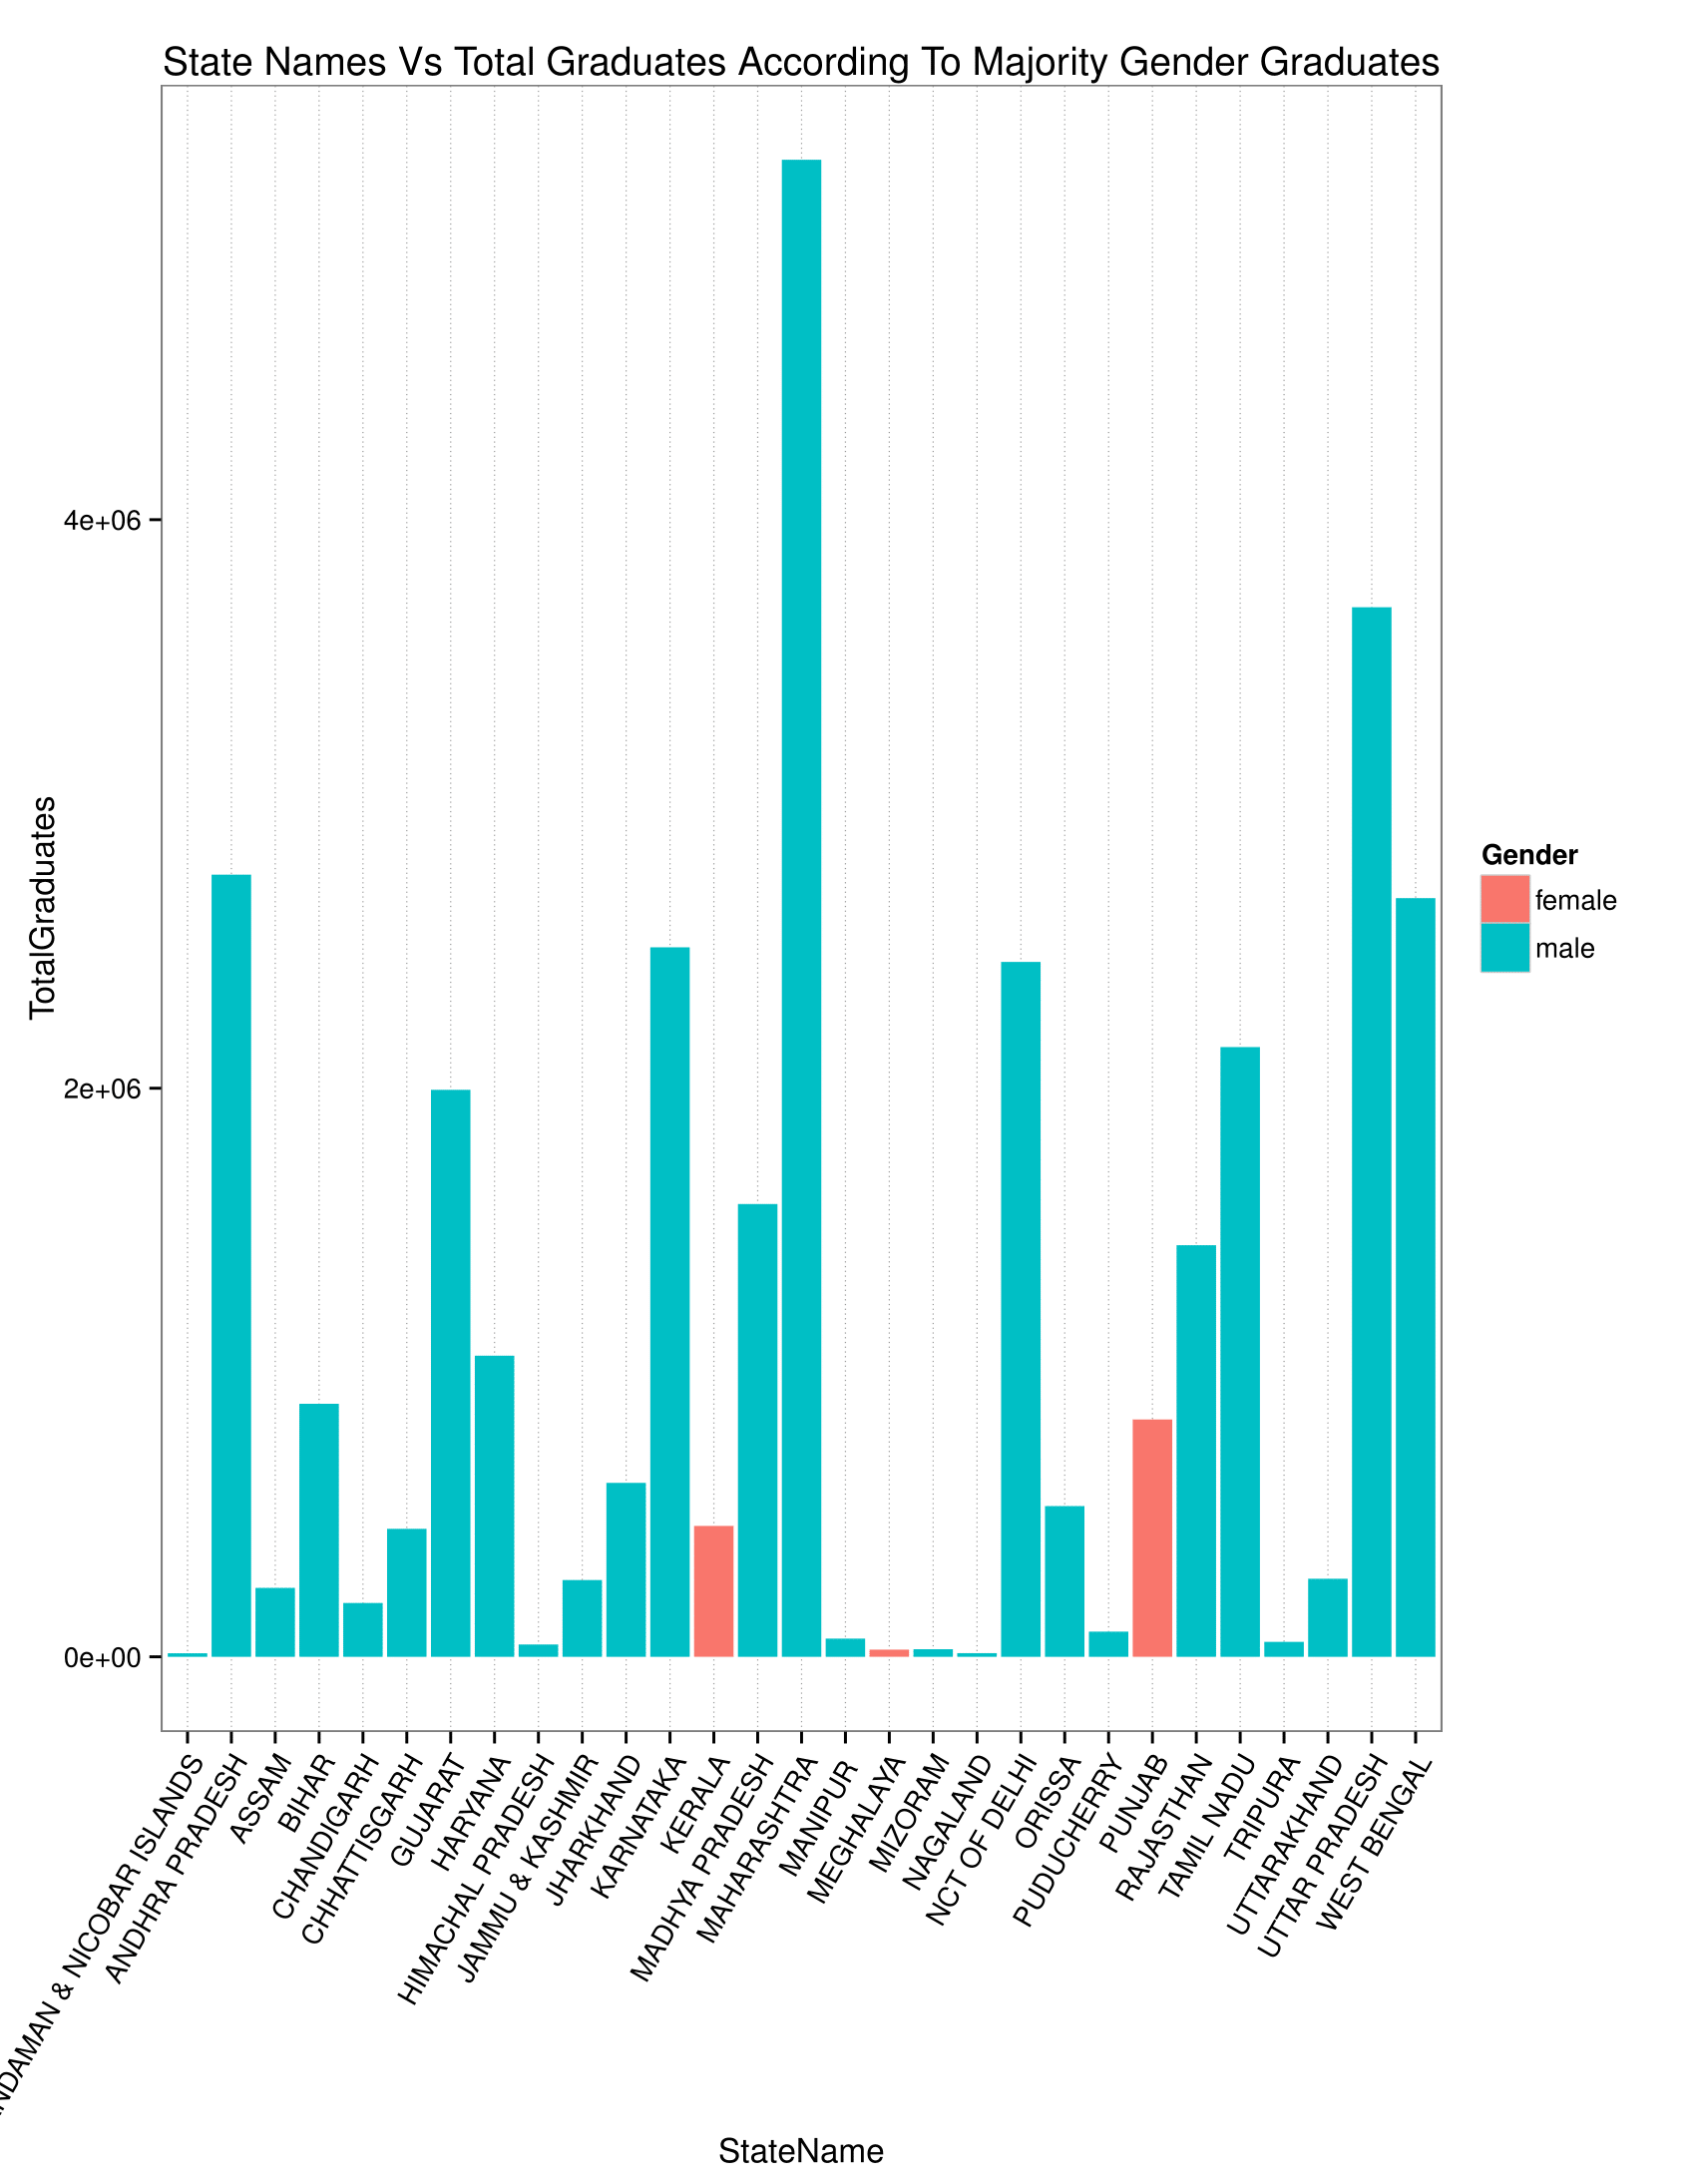 State Names Vs Total Graduates According To Majority Gender Graduates
TotalGraduates
4e+06
2e+06
0e+00
Gender
female
male
& NICOBAR ISLANDS
ANDHRA PRADESH
ASSAM
BIHAR
CHANDIGARH
CHHATTISGARH
GUJARAT
HARYANA
HIMACHAL PRADESH
JAMMU & KASHMIR
JHARKHAND
KARNATAKA
KERALA
MADHYA PRADESH
MAHARASHTRA
MANIPUR
MEGHALAYA
MIZORAM
NAGALAND
NCT OF DELHI
ORISSA
PUDUCHERRY
PUNJAB
RAJASTHAN
TAMIL NADU
TRIPURA
UTTARAKHAND
UTTAR PRADESH
WEST BENGAL
StateName